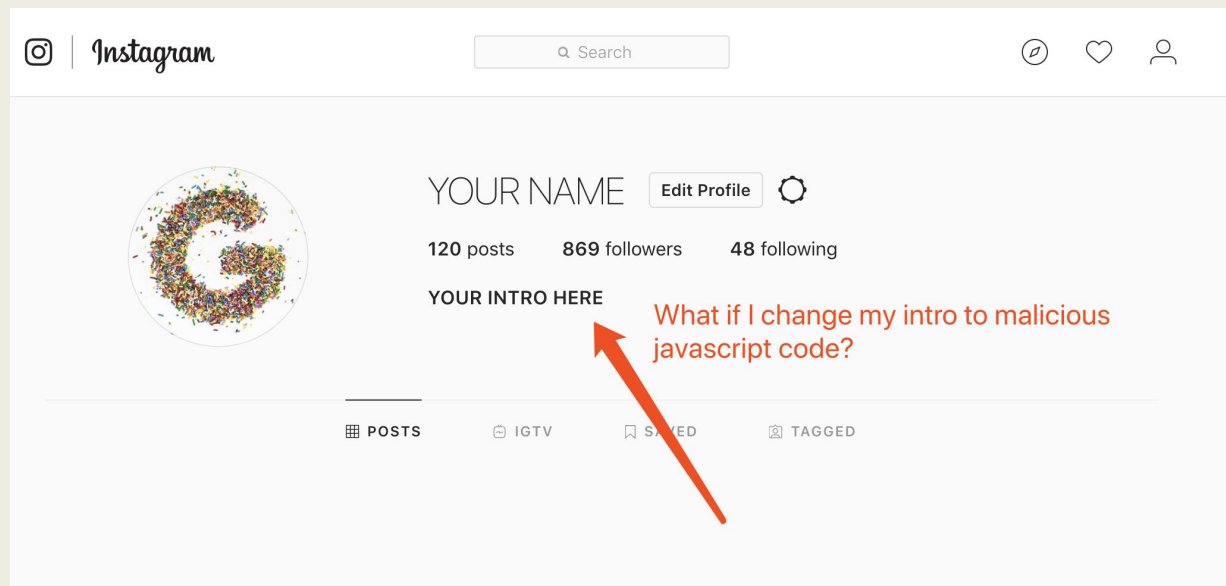 Instagram
Search
YOUR NAME Edit Profile
120 posts 869 followers 48 following
YOUR INTRO HERE
What if I change my intro to malicious
javascript code?
POSTS IGTV SAVED TAGGED